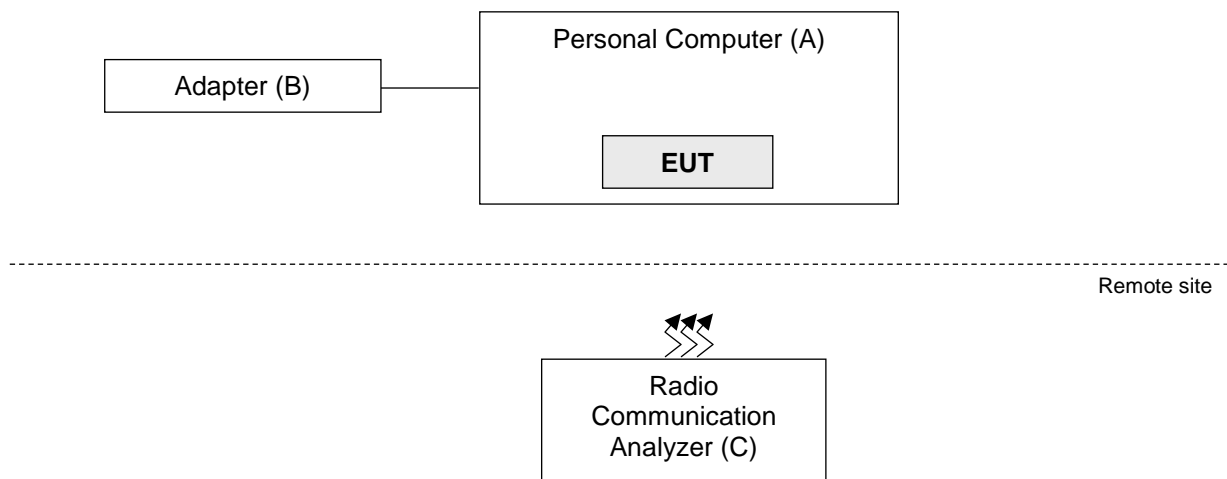 Personal Computer (A)
Adapter (B)
EUT
Remote site
Radio
Communication
Analyzer (C)